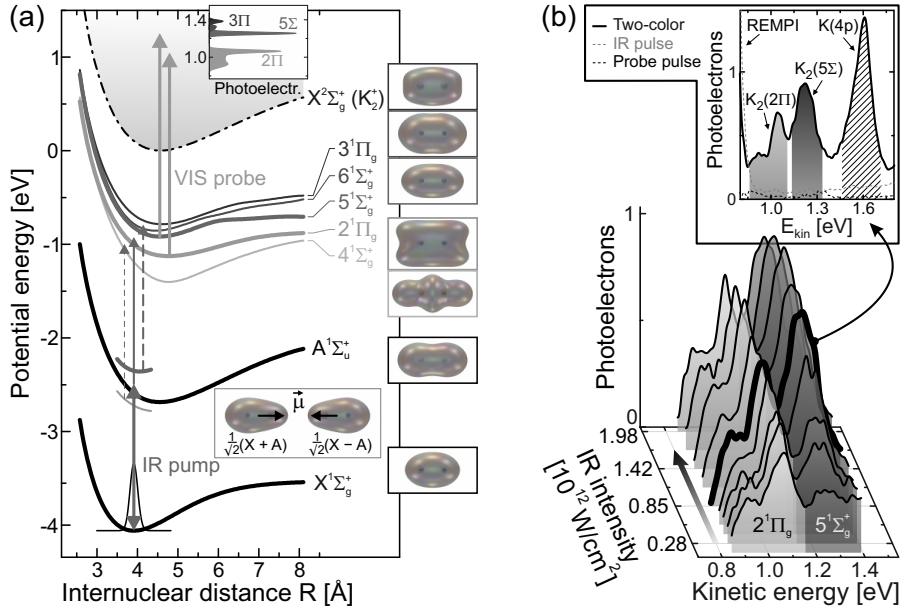 (a)
1.4
1.2
1.0
3Π
5Σ
2Π
Photoelectr.
X²Σg⁺ (K₂⁺)
VIS probe
3¹Πg
6¹Σg⁺
5¹Σg⁺
2¹Πg
4¹Σg⁺
A¹Σu⁺
μ⃗
1/√2(X + A)
1/√2(X − A)
IR pump
X¹Σg⁺
Potential energy [eV]
1
0
-1
-2
-3
-4
3
4
5
6
7
8
Internuclear distance R [Å]
(b)
Two-color
IR pulse
Probe pulse
REMPI
K(4p)
K₂(5Σ)
K₂(2Π)
Photoelectrons
1
0
1.0
1.3
1.6
Ekin [eV]
Photoelectrons
1
0
1.98
1.42
0.85
0.28
IR intensity
[10¹² W/cm²]
2¹Πg
5¹Σg⁺
0.8
1.0
1.2
1.4
Kinetic energy [eV]